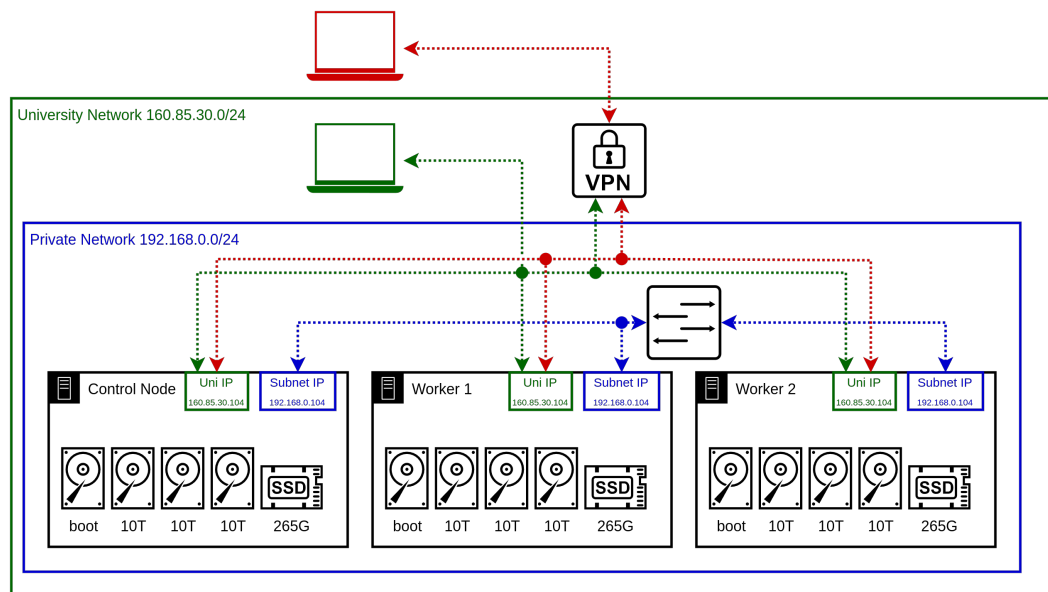 University Network 160.85.30.0/24
VPN
Private Network 192.168.0.0/24
Control Node
Uni IP
160.85.30.104
Subnet IP
192.168.0.104
Worker 1
Uni IP
160.85.30.104
Subnet IP
192.168.0.104
Worker 2
Uni IP
160.85.30.104
Subnet IP
192.168.0.104
SSD
boot 10T 10T 10T 265G
SSD
boot 10T 10T 10T 265G
SSD
boot 10T 10T 10T 265G